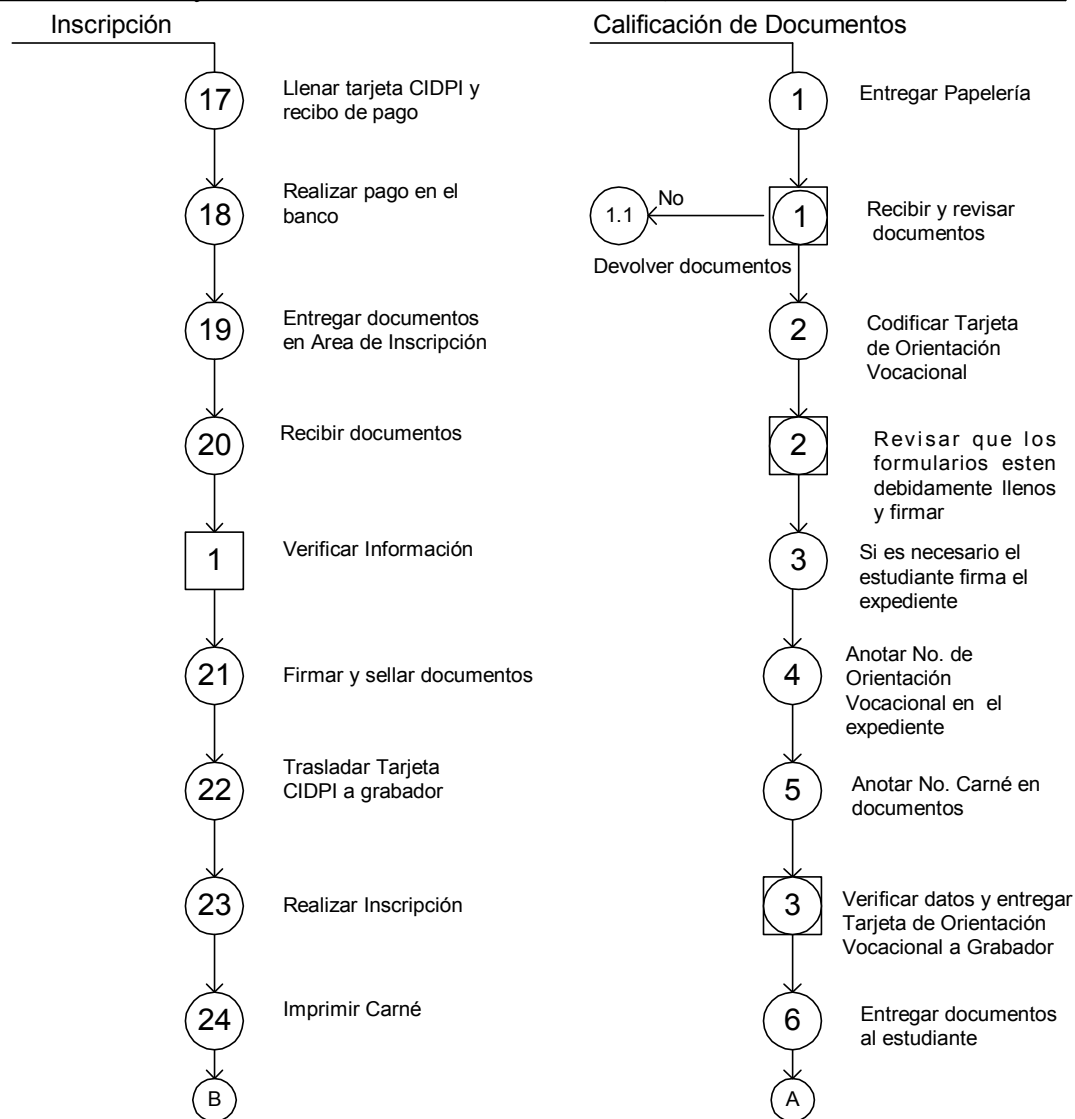 Inscripción
17
Llenar tarjeta CIDPI y
recibo de pago
18
Realizar pago en el
banco
19
Entregar documentos
en Area de Inscripción
20
Recibir documentos
1
Verificar Información
21
Firmar y sellar documentos
22
Trasladar Tarjeta
CIDPI a grabador
23
Realizar Inscripción
24
Imprimir Carné
B
Calificación de Documentos
1
Entregar Papelería
1.1
No
1
Recibir y revisar
documentos
Devolver documentos
2
Codificar Tarjeta
de Orientación
Vocacional
2
Revisar que los
formularios esten
debidamente llenos
y firmar
3
Si es necesario el
estudiante firma el
expediente
4
Anotar No. de
Orientación
Vocacional en el
expediente
5
Anotar No. Carné en
documentos
3
Verificar datos y entregar
Tarjeta de Orientación
Vocacional a Grabador
6
Entregar documentos
al estudiante
A